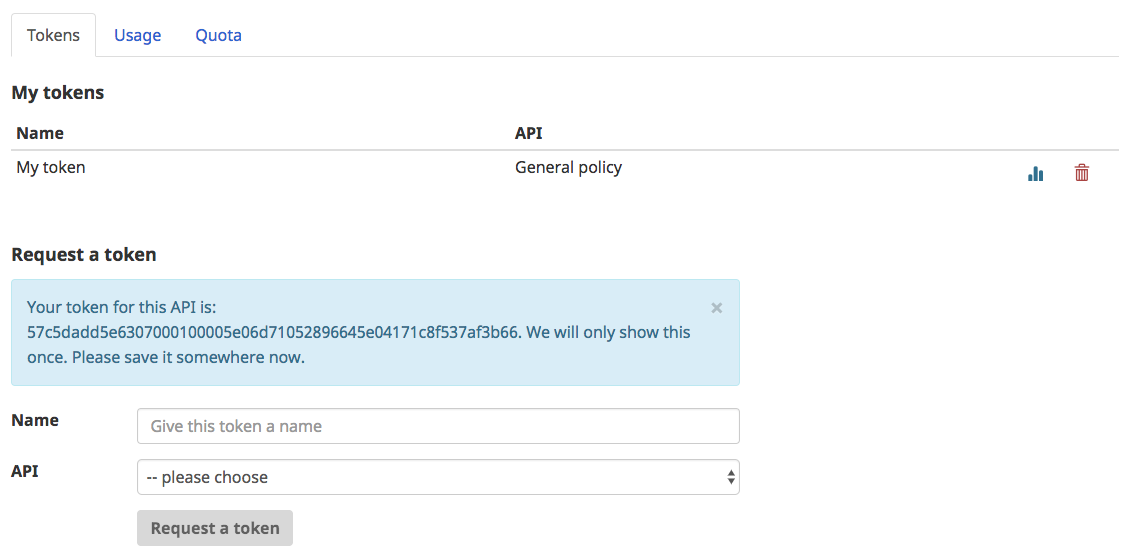 Tokens Usage Quota
My tokens
Name API
My token General policy
Request a token
Your token for this API is:
57c5dadd5e6307000100005e06d71052896645e04171c8f537af3b66. We will only show this
once. Please save it somewhere now.
Name Give this token a name
API -- please choose
Request a token